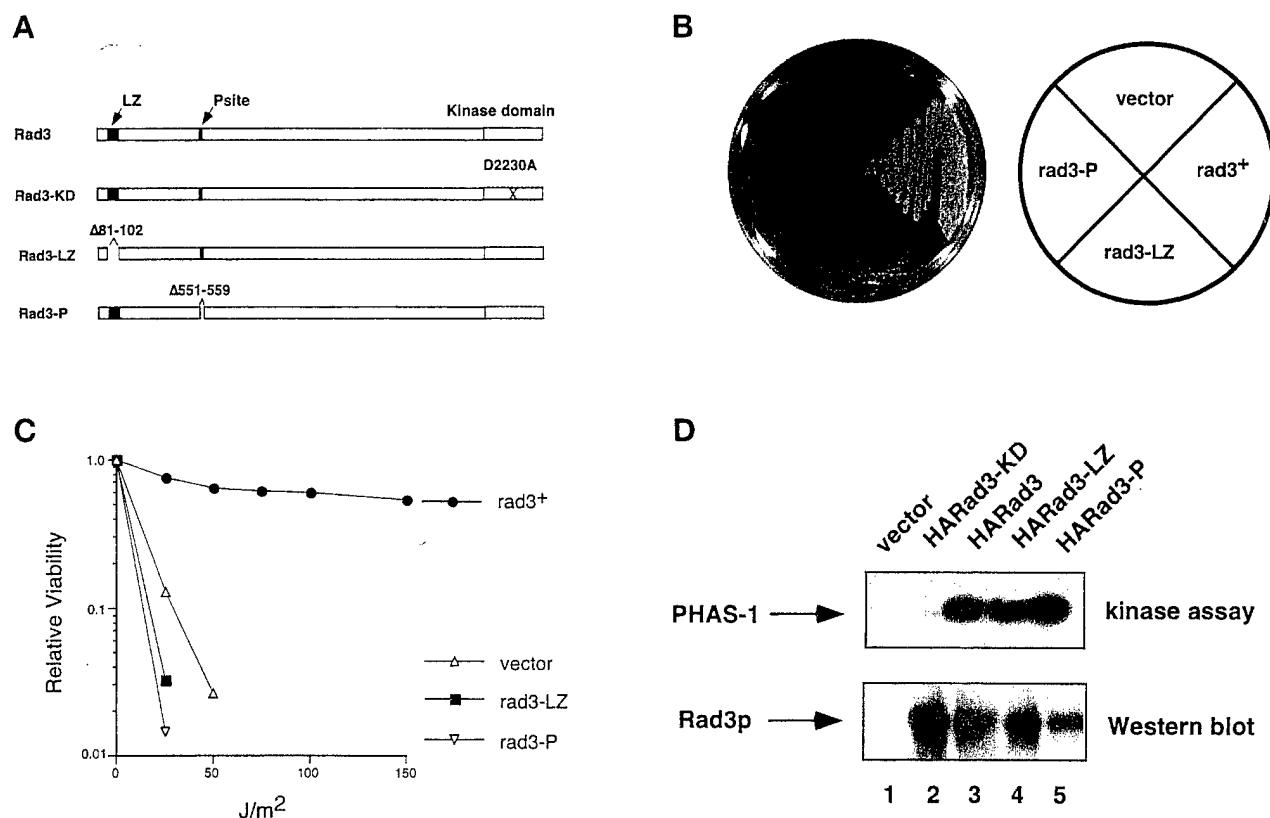 A
LZ
Psite
Kinase domain
Rad3
D2230A
Rad3-KD
Δ81-102
Rad3-LZ
Δ551-559
Rad3-P
B
vector
rad3-P
rad3+
rad3-LZ
C
1.0
0.1
0.01
0
50
100
150
Relative Viability
J/m2
rad3+
vector
rad3-LZ
rad3-P
D
vector
HARad3-KD
HARad3
HARad3-LZ
HARad3-P
PHAS-1
kinase assay
Rad3p
Western blot
1 2 3 4 5